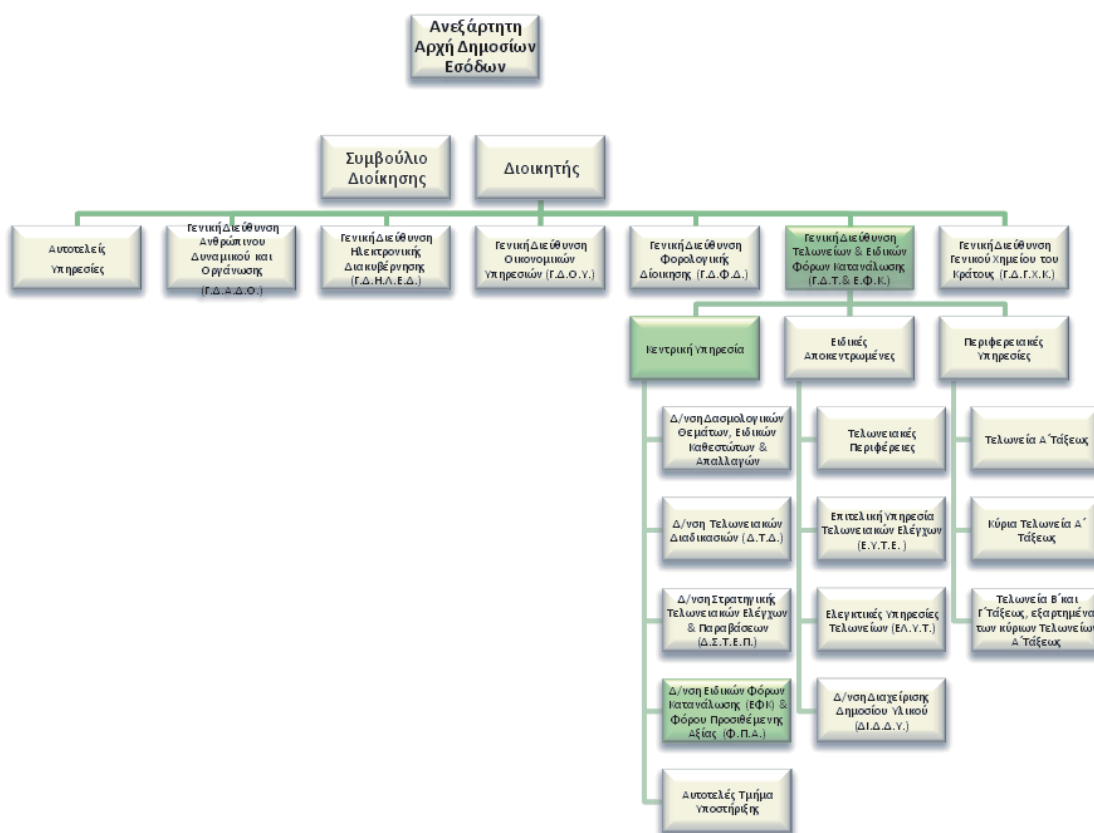 Ανεξάρτητη
Αρχή Δημοσίων
Εσόδων
Συμβούλιο
Διοίκησης
Διοικητής
Αυτοτελείς
Υπηρεσίες
Γενική Διεύθυνση
Ανθρώπινου
Δυναμικού και
Οργάνωσης
(Γ.Δ.Α.Δ.Ο.)
Γενική Διεύθυνση
Ηλεκτρονικής
Διακυβέρνησης
(Γ.Δ.Η.Λ.Ε.Δ.)
Γενική Διεύθυνση
Οικονομικών
Υπηρεσιών (Γ.Δ.Ο.Υ.)
Γενική Διεύθυνση
Φορολογικής
Δίοικησης (Γ.Δ.Φ.Δ.)
Γενική Διεύθυνση
Τελωνείων & Ειδικών
Φόρων Κατανάλωσης
(Γ.Δ.Τ.& Ε.Φ.Κ.)
Γενική Διεύθυνση
Γενικού Χημείου του
Κράτους (Γ.Δ.Γ.Χ.Κ.)
Κεντρική Υπηρεσία
Ειδικές
Αποκεντρωμένες
Περιφερειακές
Υπηρεσίες
Δ/νση Δασμολογικών
Θεμάτων, Ειδικών
Καθεστώτων &
Απαλλαγών
Δ/νση Τελωνειακών
Διαδικασιών (Δ.Τ.Δ.)
Δ/νση Στρατηγικής
Τελωνειακών Ελέγχων
& Παραβάσεων
(Δ.Σ.Τ.Ε.Π.)
Δ/νση Ειδικών Φόρων
Κατανάλωσης (ΕΦΚ) &
Φόρου Προσιθέμενης
Αξίας (Φ.Π.Α.)
Αυτοτελές Τμήμα
Υποστήριξης
Τελωνειακές
Περιφέρειες
Επιτελική Υπηρεσία
Τελωνειακών Ελέγχων
(Ε.Υ.Τ.Ε. )
Ελεγκτικές Υπηρεσίες
Τελωνείων (ΕΛ.Υ.Τ.)
Δ/νση Διαχείρισης
Δημοσίου Υλικού
(ΔΙ.Δ.Δ.Υ.)
Τελωνεία Α΄Τάξεως
Κύρια Τελωνεία Α΄
Τάξεως
Τελωνεία Β΄και
Γ΄Τάξεως, εξαρτημένα
των κύριων Τελωνείων
Α΄Τάξεως